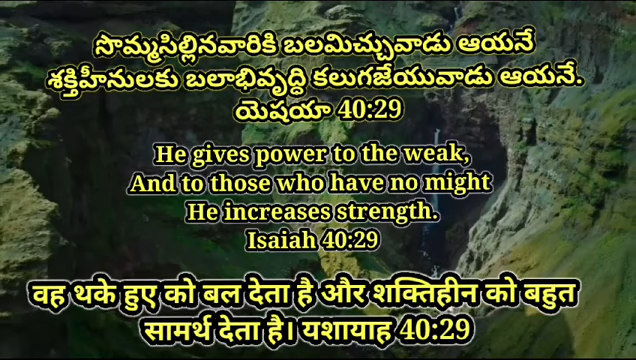 సొమ్మసిల్లినవారికి బలమిచ్చువాడు ఆయనే
శక్తిహీనులకు బలాభివృద్ధి కలుగజేయువాడు ఆయనే.
యెషయా 40:29
He gives power to the weak,
And to those who have no might
He increases strength.
Isaiah 40:29
वह थके हुए को बल देता है और शक्तिहीन को बहुत
सामर्थ देता है। यशायाह 40:29